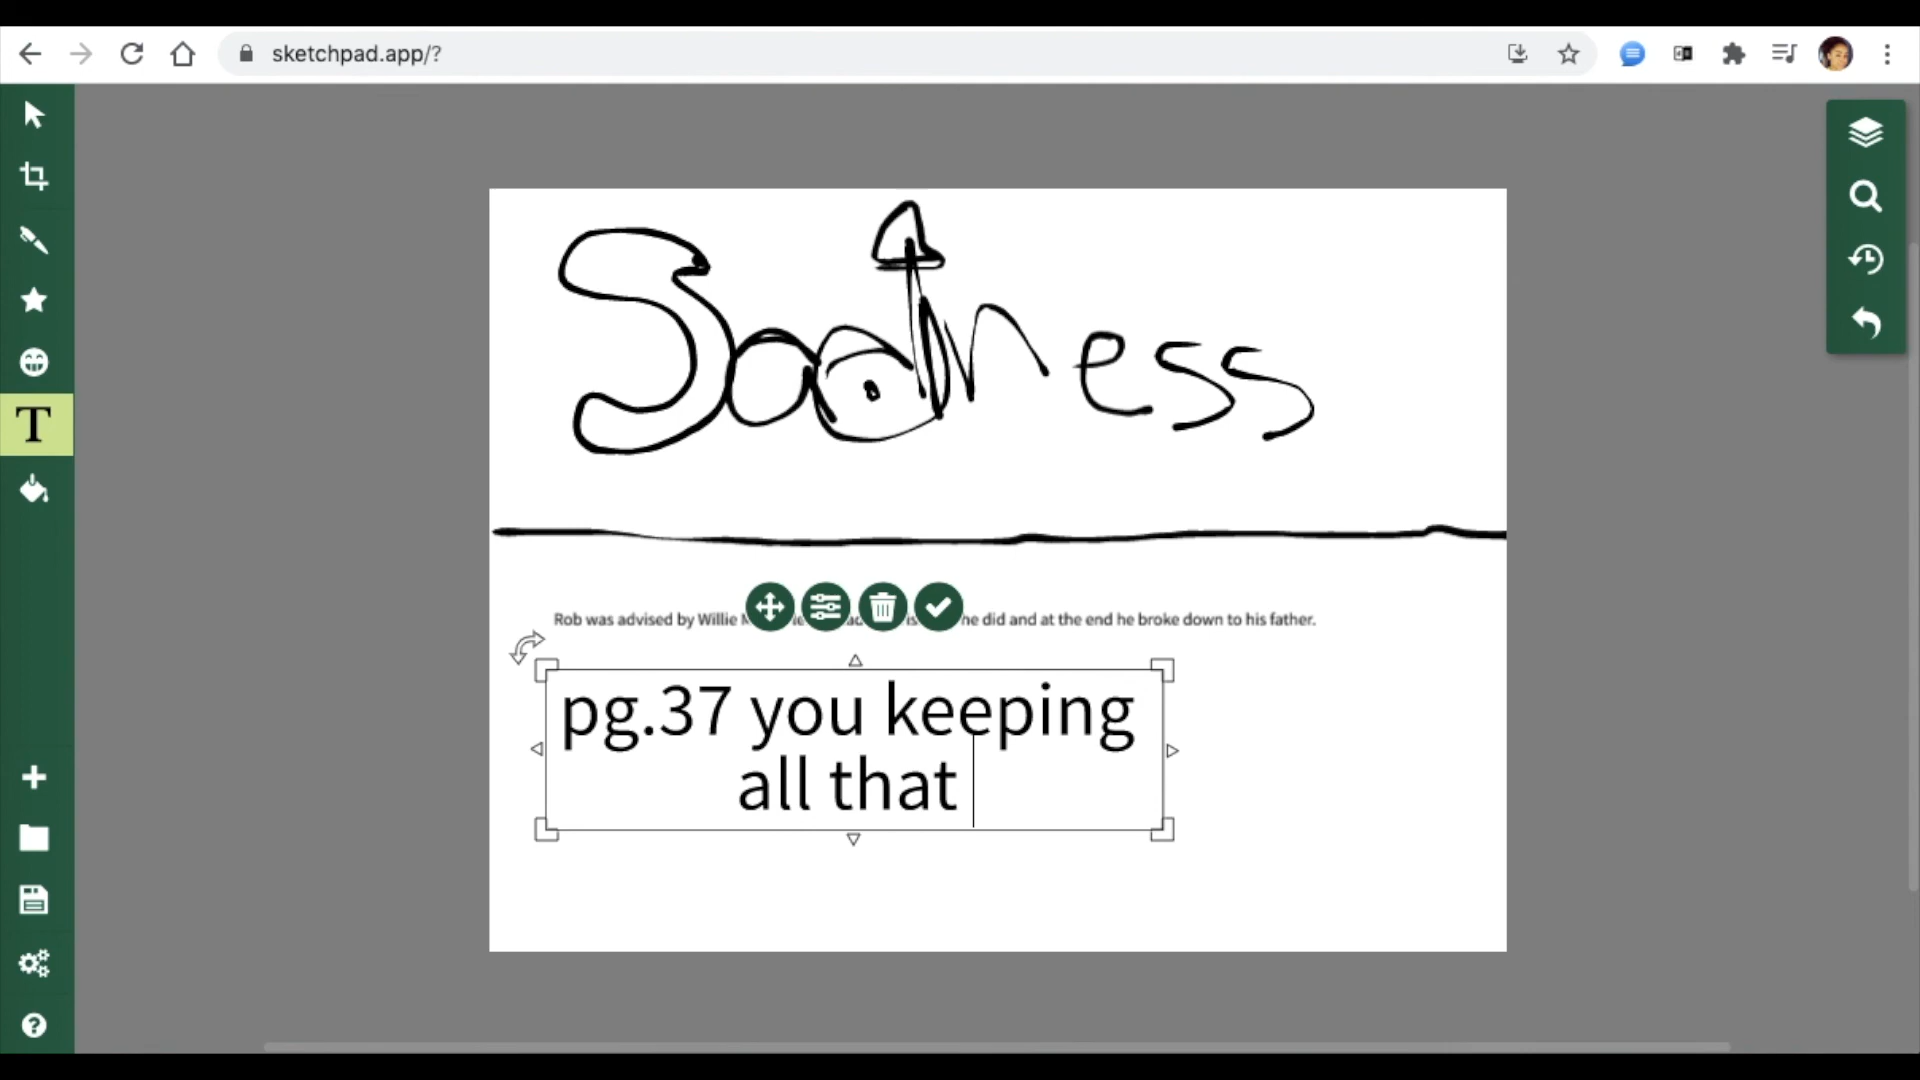 sketchpad.app/?
Sadness
Rob was advised by Willie he did and at the end he broke down to his father.
pg.37 you keeping
all that
T